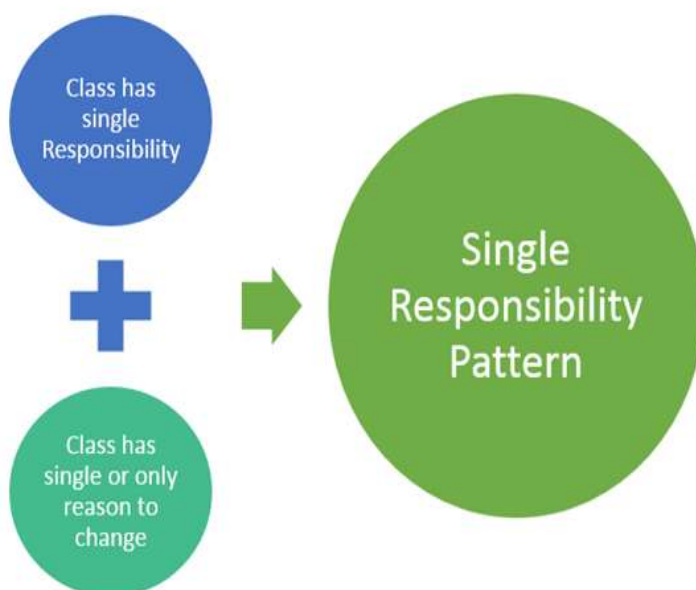 Class has
single
Responsibility
Class has
single or only
reason to
change
Single
Responsibility
Pattern